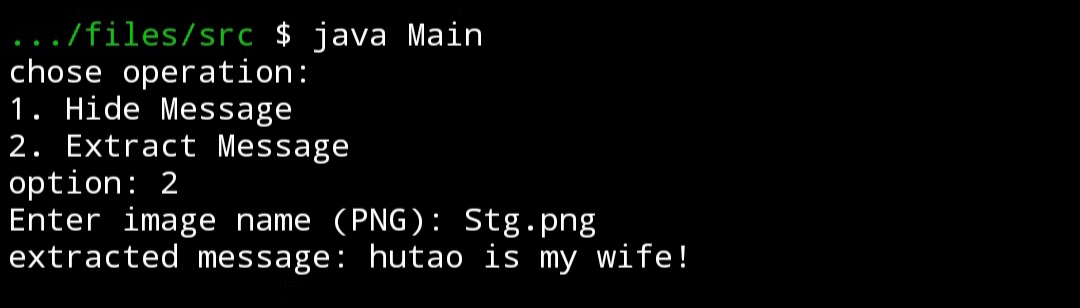 .../files/src $ java Main
chose operation:
1. Hide Message
2. Extract Message
option: 2
Enter image name (PNG): Stg.png
extracted message: hutao is my wife!